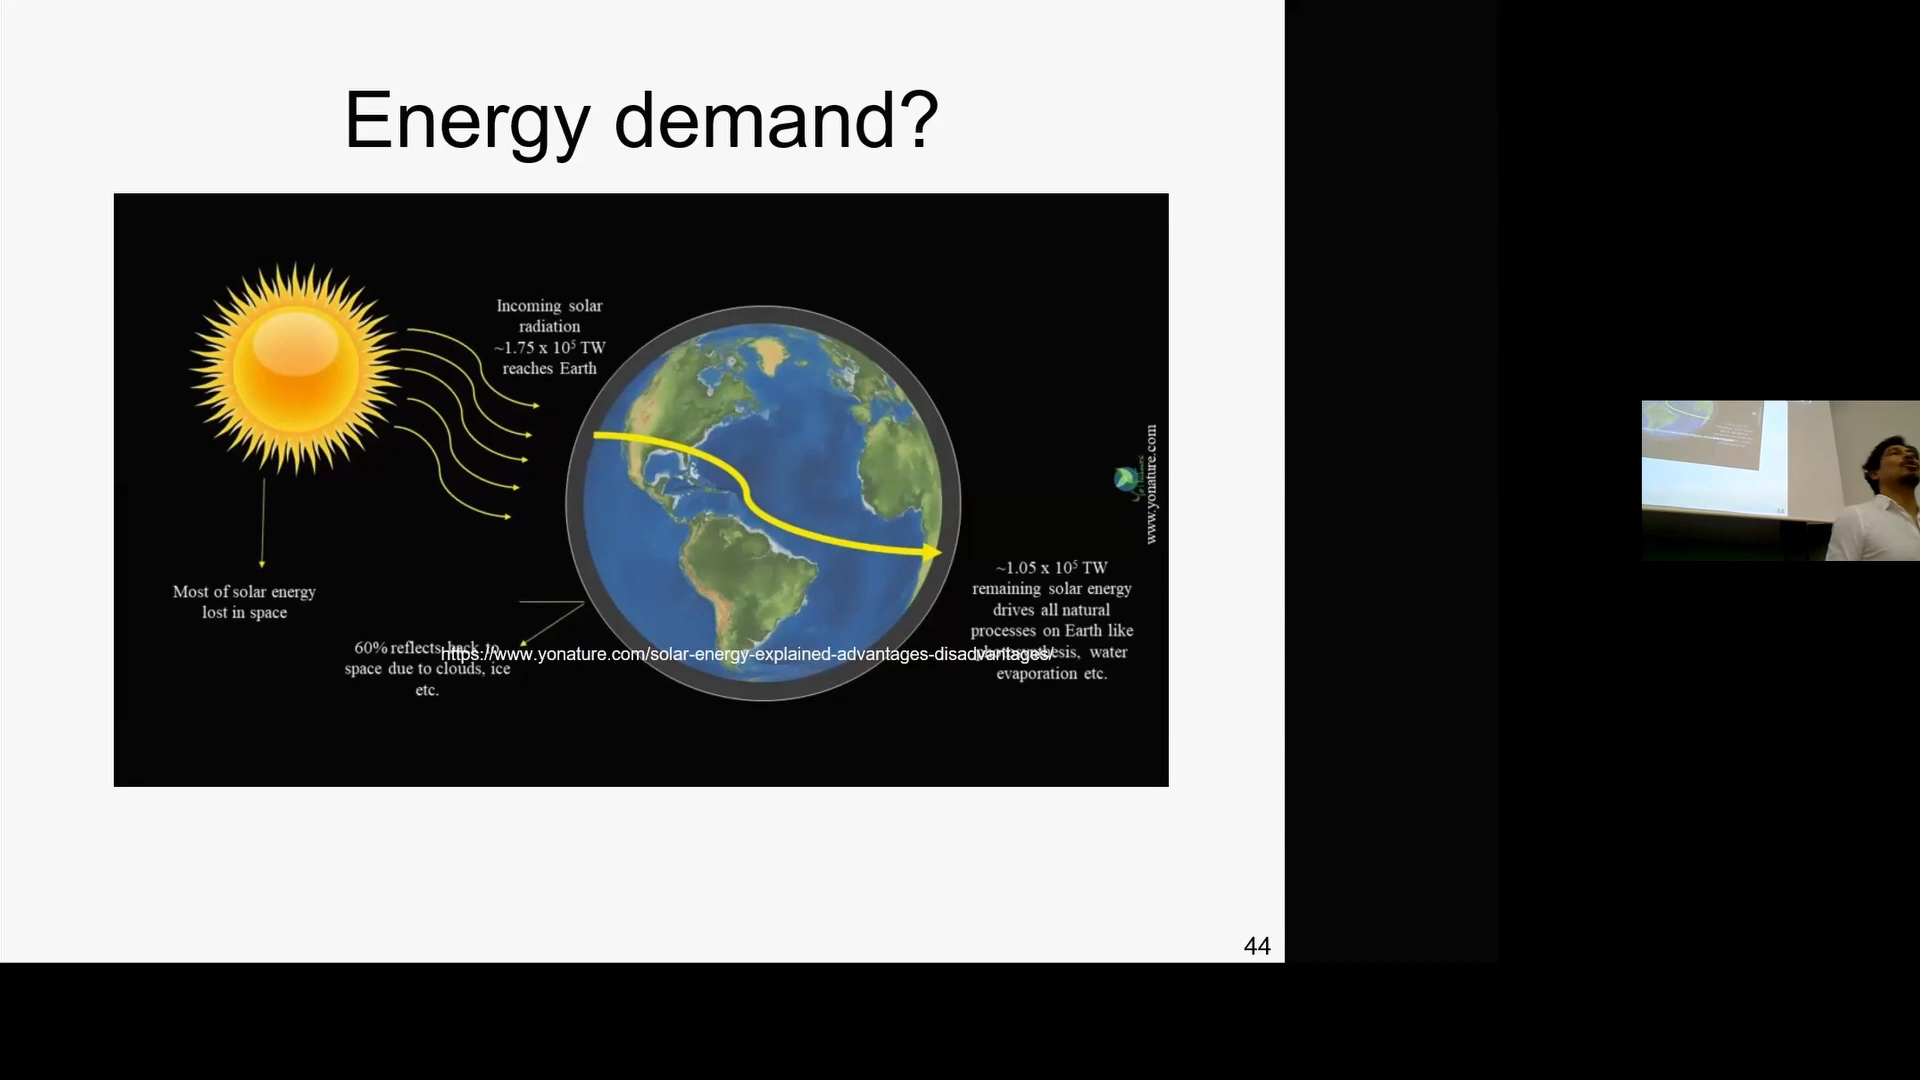 Energy demand?
Incoming solar
radiation
~1.75 x 10⁵ TW
reaches Earth
www.yonature.com
Most of solar energy
lost in space
60% reflects back to
space due to clouds, ice
etc.
https://www.yonature.com/solar-energy-explained-advantages-disadvantages/
~1.05 x 10⁵ TW
remaining solar energy
drives all natural
processes on Earth like
photosynthesis, water
evaporation etc.
44